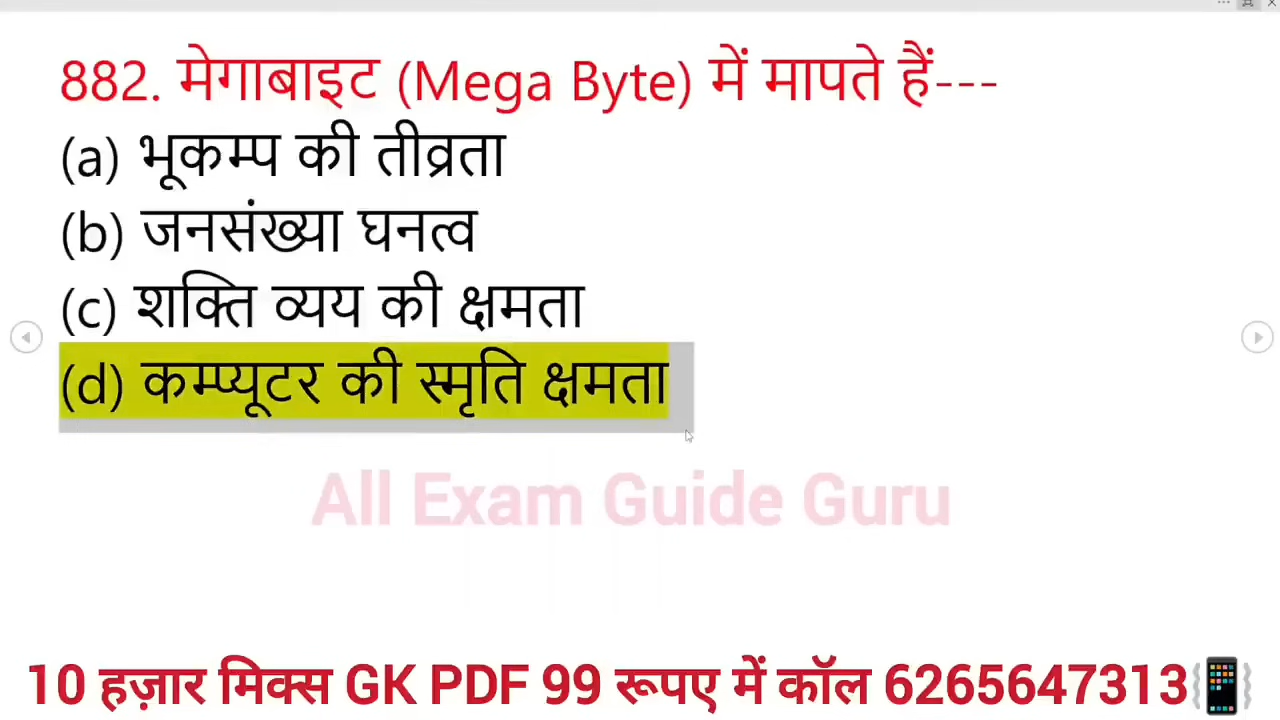 882. मेगाबाइट (Mega Byte) में मापते हैं---
(a) भूकम्प की तीव्रता
(b) जनसंख्या घनत्व
(c) शक्ति व्यय की क्षमता
(d) कम्प्यूटर की स्मृति क्षमता
All Exam Guide Guru
10 हज़ार मिक्स GK PDF 99 रूपए में कॉल 6265647313